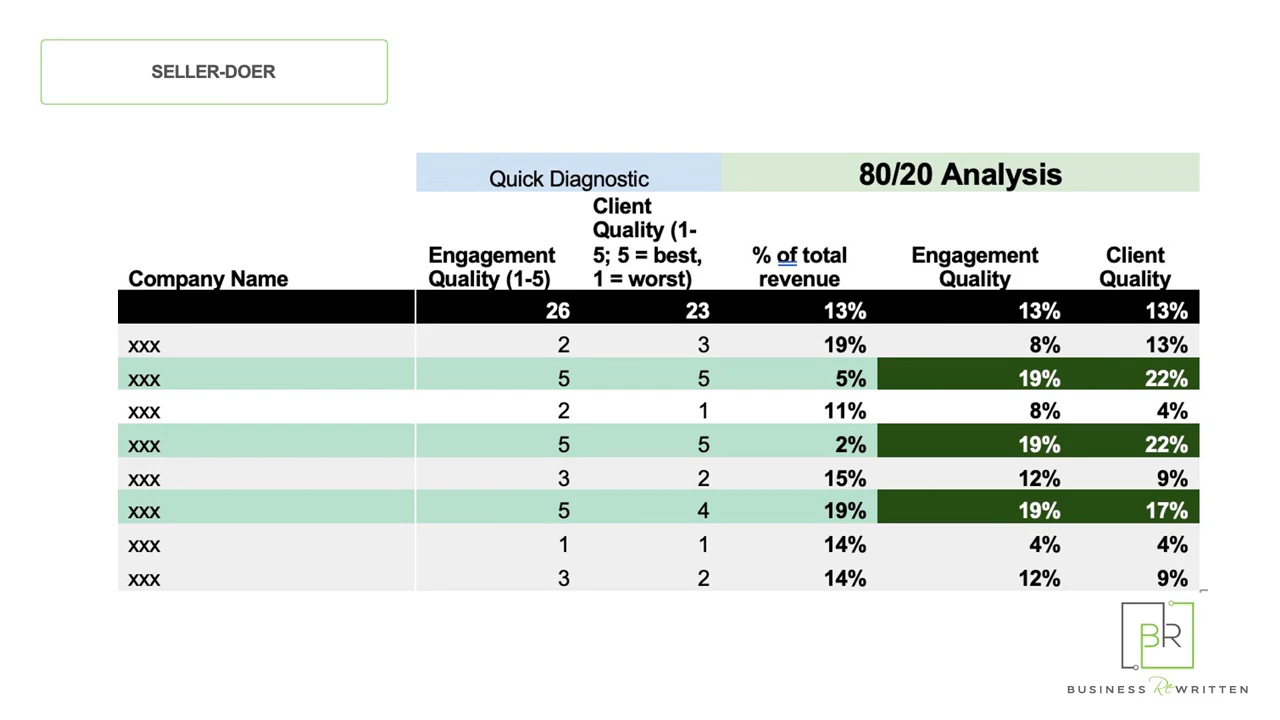 SELLER-DOER
Quick Diagnostic 80/20 Analysis
Company Name Engagement Quality (1-5) Client Quality (1-5; 5 = best, 1 = worst) % of total revenue Engagement Quality Client Quality
26 23 13% 13% 13%
xxx 2 3 19% 8% 13%
xxx 5 5 5% 19% 22%
xxx 2 1 11% 8% 4%
xxx 5 5 2% 19% 22%
xxx 3 2 15% 12% 9%
xxx 5 4 19% 19% 17%
xxx 1 1 14% 4% 4%
xxx 3 2 14% 12% 9%
BR
BUSINESS ReWRITTEN